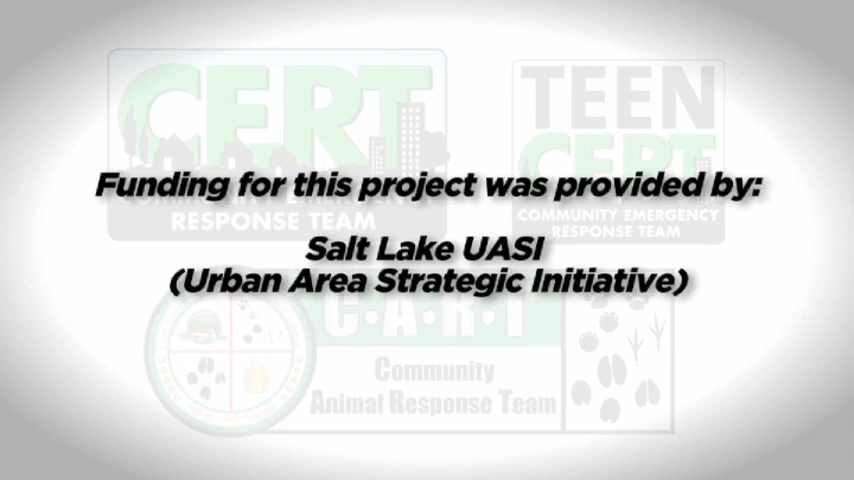 CERT
TEEN
CERT
Funding for this project was provided by:
RESPONSE TEAM
COMMUNITY EMERGENCY
RESPONSE TEAM
Salt Lake UASI
(Urban Area Strategic Initiative)
C•A•R•T
Community
Animal Response Team